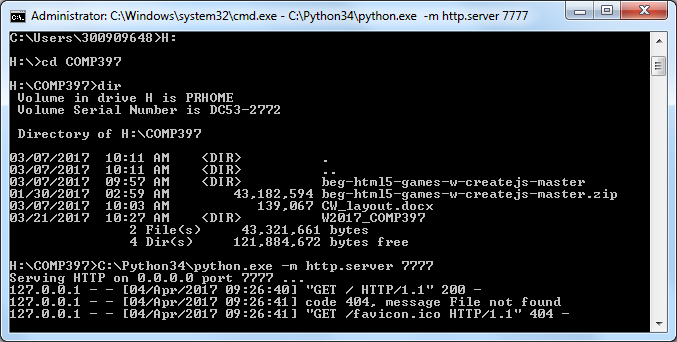 Administrator: C:\Windows\system32\cmd.exe - C:\Python34\python.exe -m http.server 7777
C:\Users\300909648>H:
H:\>cd COMP397
H:\COMP397>dir
Volume in drive H is PRHOME
Volume Serial Number is DC53-2772
Directory of H:\COMP397
03/07/2017 10:11 AM <DIR> .
03/07/2017 10:11 AM <DIR> ..
03/07/2017 09:57 AM <DIR> beg-html5-games-w-createjs-master
01/30/2017 02:59 AM 43,182,594 beg-html5-games-w-createjs-master.zip
03/07/2017 10:03 AM 139,067 CW_layout.docx
03/21/2017 10:27 AM <DIR> W2017_COMP397
2 File(s) 43,321,661 bytes
4 Dir(s) 121,884,672 bytes free
H:\COMP397>C:\Python34\python.exe -m http.server 7777
Serving HTTP on 0.0.0.0 port 7777 ...
127.0.0.1 - - [04/Apr/2017 09:26:40] "GET / HTTP/1.1" 200 -
127.0.0.1 - - [04/Apr/2017 09:26:41] code 404, message File not found
127.0.0.1 - - [04/Apr/2017 09:26:41] "GET /favicon.ico HTTP/1.1" 404 -